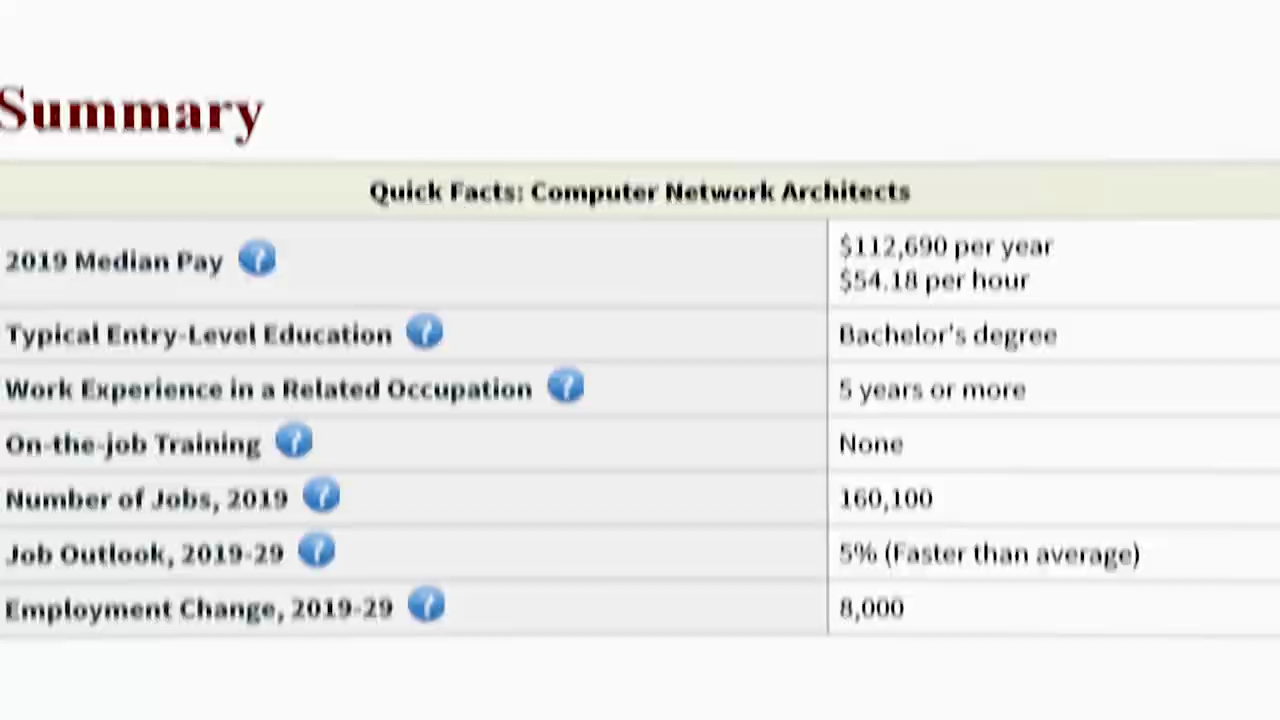 Summary
Quick Facts: Computer Network Architects
2019 Median Pay
$112,690 per year
$54.18 per hour
Typical Entry-Level Education
Bachelor's degree
Work Experience in a Related Occupation
5 years or more
On-the-job Training
None
Number of Jobs, 2019
160,100
Job Outlook, 2019-29
5% (Faster than average)
Employment Change, 2019-29
8,000